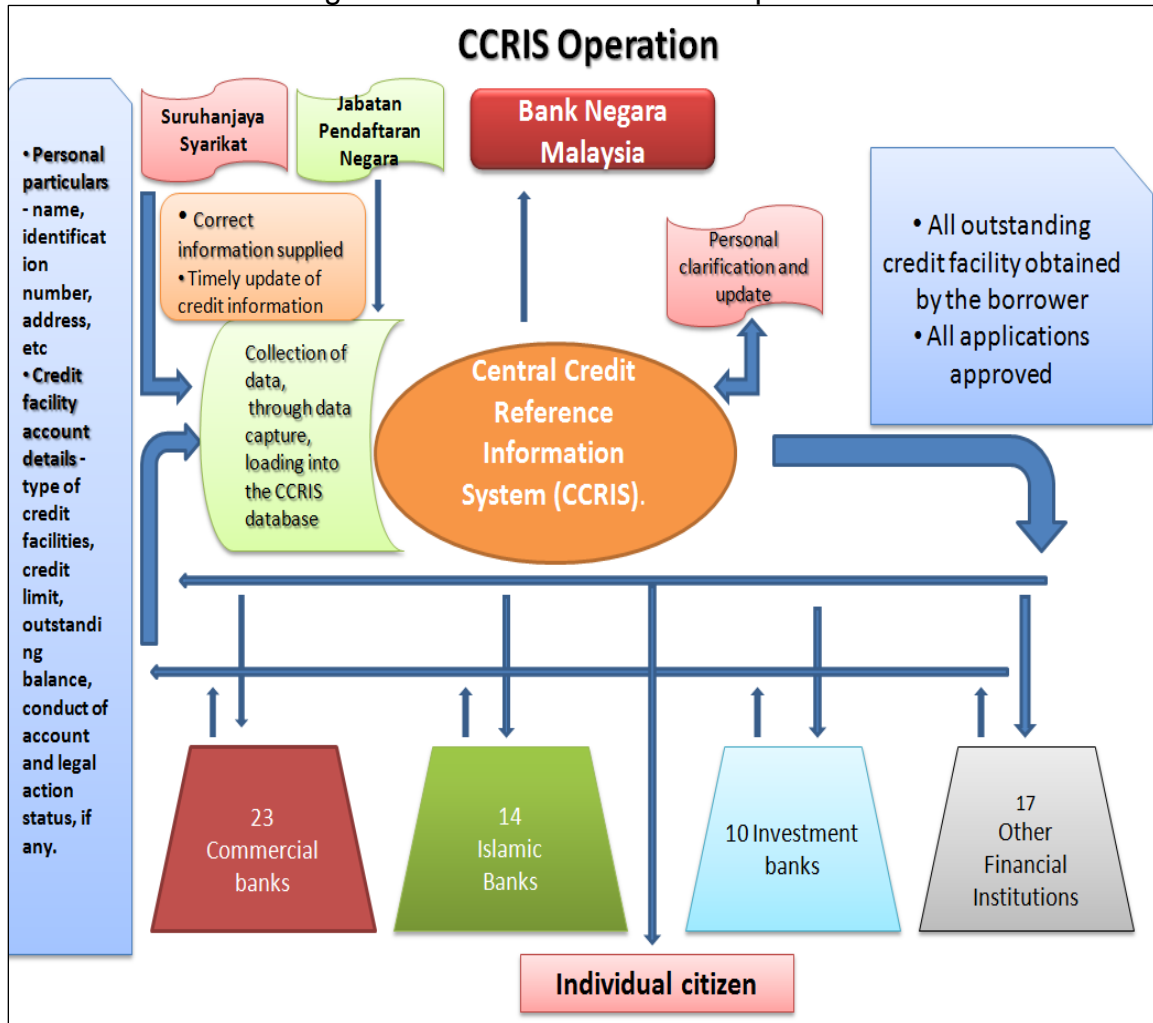 CCRIS Operation
Suruhanjaya
Syarikat
Jabatan
Pendaftaran
Negara
Bank Negara
Malaysia
• Personal
particulars
- name,
identificat
ion
number,
address,
etc
• Credit
facility
account
details -
type of
credit
facilities,
credit
limit,
outstandi
ng
balance,
conduct of
account
and legal
action
status, if
any.
• Correct
information supplied
• Timely update of
credit information
Personal
clarification and
update
• All outstanding
credit facility obtained
by the borrower
• All applications
approved
Collection of
data,
through data
capture,
loading into
the CCRIS
database
Central Credit
Reference
Information
System (CCRIS).
23
Commercial
banks
14
Islamic
Banks
10 Investment
banks
17
Other
Financial
Institutions
Individual citizen